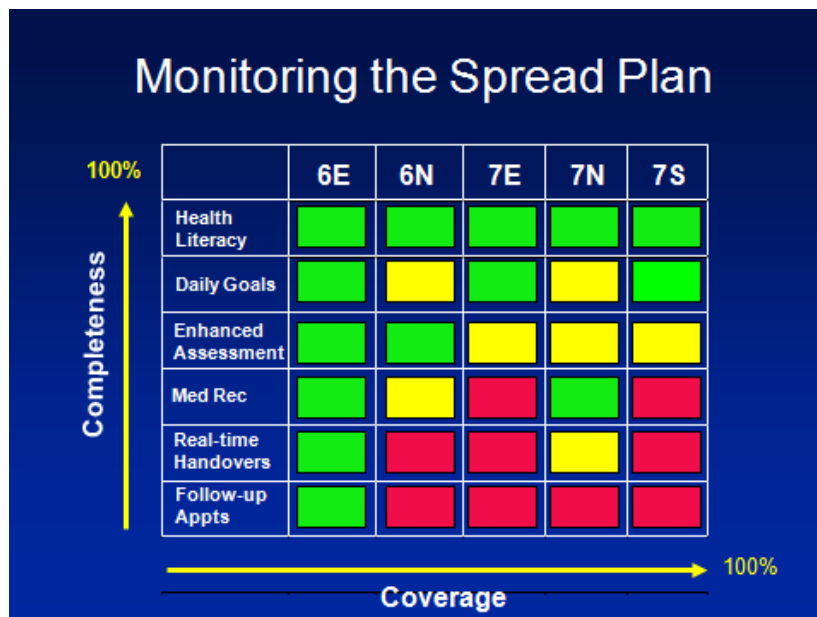 Monitoring the Spread Plan
100%
6E 6N 7E 7N 7S
Health
Literacy
Daily Goals
Enhanced
Assessment
Med Rec
Real-time
Handovers
Follow-up
Appts
Completeness
100%
Coverage